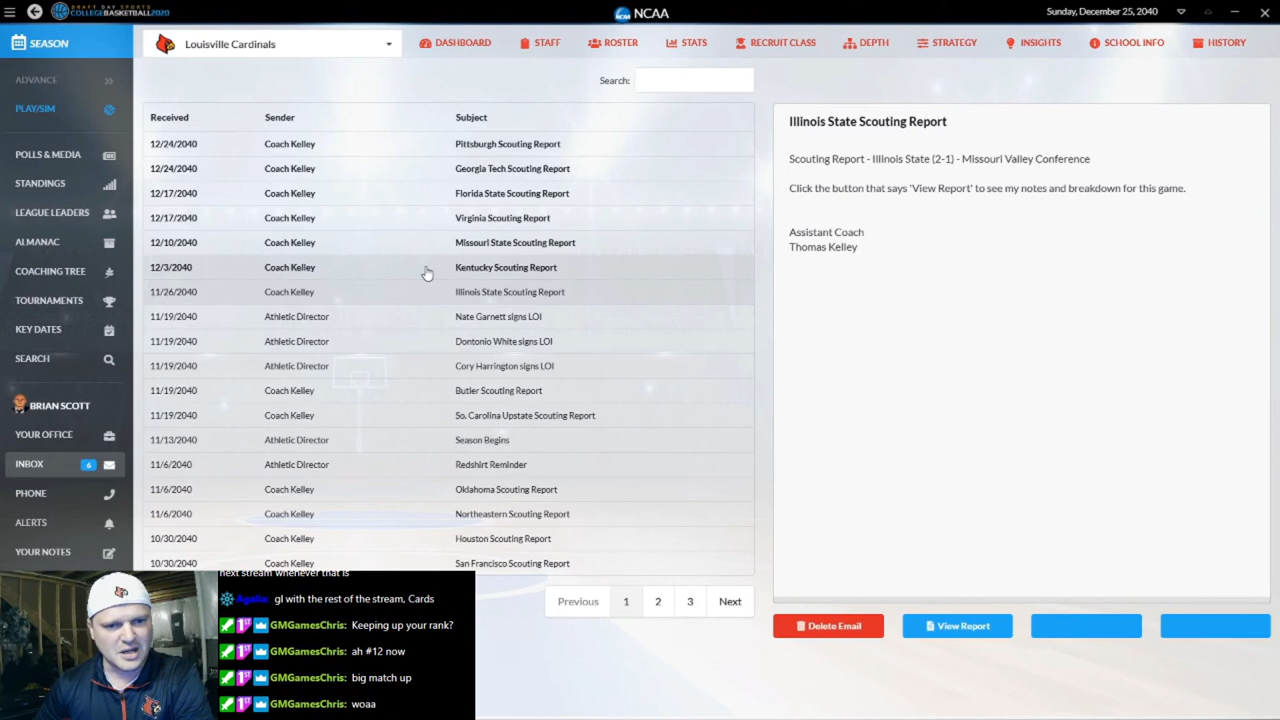 DRAFT DAY SPORTS
COLLEGE BASKETBALL 2020
NCAA
Sunday, December 25, 2040
SEASON
Louisville Cardinals
DASHBOARD
STAFF
ROSTER
STATS
RECRUIT CLASS
DEPTH
STRATEGY
INSIGHTS
SCHOOL INFO
HISTORY
ADVANCE
PLAY/SIM
POLLS & MEDIA
STANDINGS
LEAGUE LEADERS
ALMANAC
COACHING TREE
TOURNAMENTS
KEY DATES
SEARCH
BRIAN SCOTT
YOUR OFFICE
INBOX 6
PHONE
ALERTS
YOUR NOTES
Search:
Received Sender Subject
12/24/2040 Coach Kelley Pittsburgh Scouting Report
12/24/2040 Coach Kelley Georgia Tech Scouting Report
12/17/2040 Coach Kelley Florida State Scouting Report
12/17/2040 Coach Kelley Virginia Scouting Report
12/10/2040 Coach Kelley Missouri State Scouting Report
12/3/2040 Coach Kelley Kentucky Scouting Report
11/26/2040 Coach Kelley Illinois State Scouting Report
11/19/2040 Athletic Director Nate Garnett signs LOI
11/19/2040 Athletic Director Dontonio White signs LOI
11/19/2040 Athletic Director Cory Harrington signs LOI
11/19/2040 Coach Kelley Butler Scouting Report
11/19/2040 Coach Kelley So. Carolina Upstate Scouting Report
11/13/2040 Athletic Director Season Begins
11/6/2040 Athletic Director Redshirt Reminder
11/6/2040 Coach Kelley Oklahoma Scouting Report
11/6/2040 Coach Kelley Northeastern Scouting Report
10/30/2040 Coach Kelley Houston Scouting Report
10/30/2040 Coach Kelley San Francisco Scouting Report
Previous 1 2 3 Next
Illinois State Scouting Report
Scouting Report - Illinois State (2-1) - Missouri Valley Conference
Click the button that says 'View Report' to see my notes and breakdown for this game.
Assistant Coach
Thomas Kelley
Delete Email
View Report
next stream whenever that is
Agalla: gl with the rest of the stream, Cards
1ST GMGamesChris: Keeping up your rank?
1ST GMGamesChris: ah #12 now
1ST GMGamesChris: big match up
1ST GMGamesChris: woaa